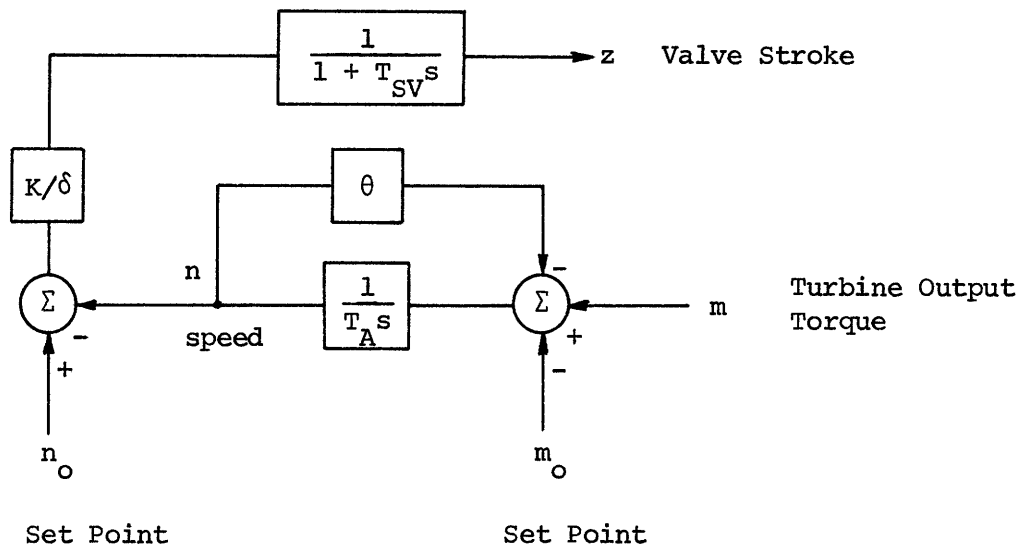 1
1 + T_SV s
z Valve Stroke
K/δ
θ
n
-
Σ
speed
-
+
1
T_A s
Σ
m
+
-
Turbine Output
Torque
n_o
m_o
Set Point
Set Point